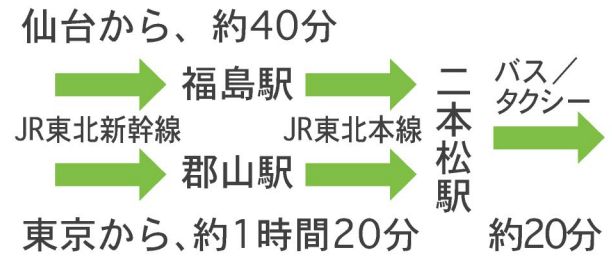 仙台から、約40分
福島駅
JR東北新幹線
JR東北本線
郡山駅
東京から、約1時間20分
二本松駅
バス／
タクシー
約20分